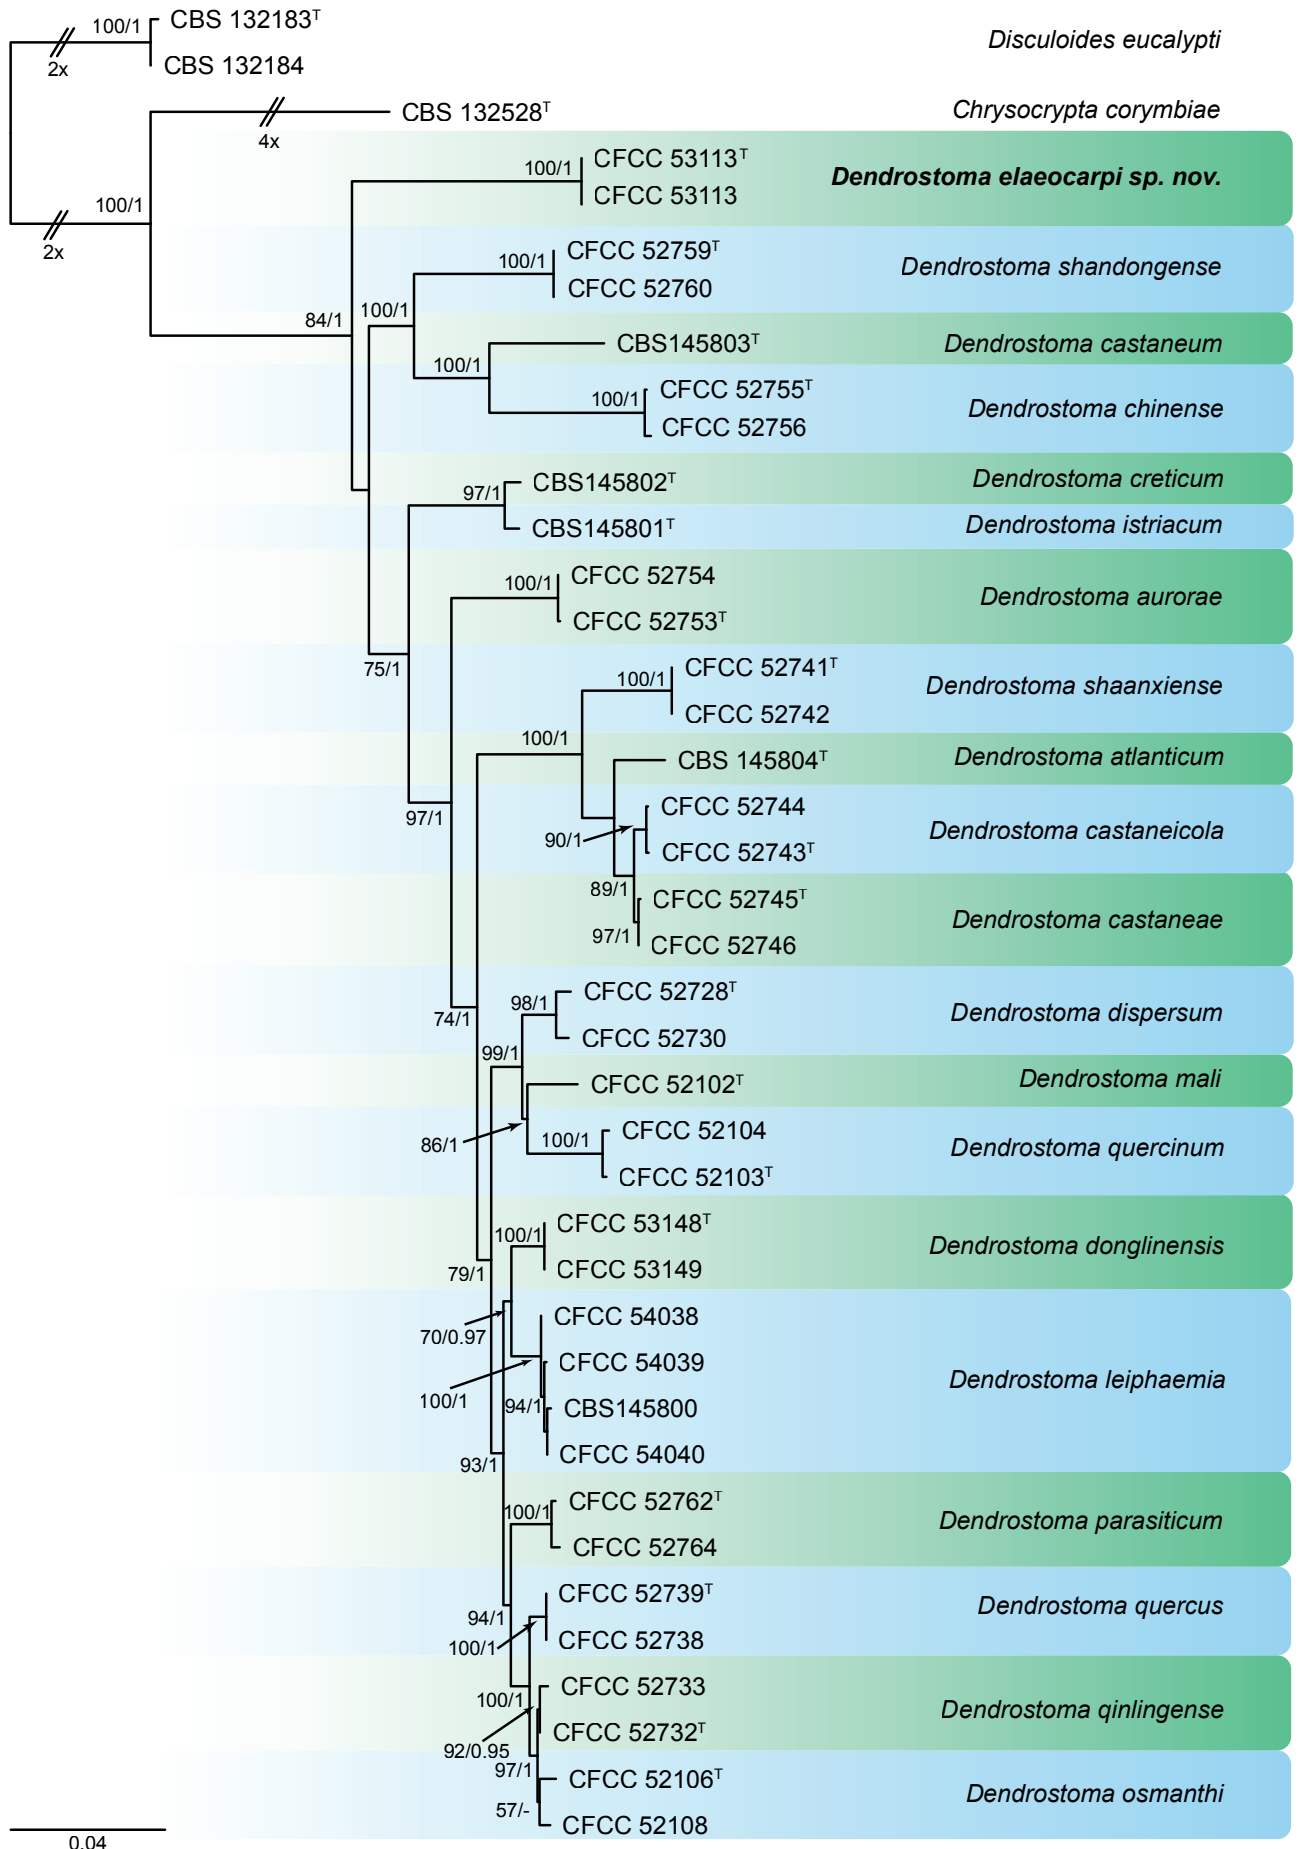 100/1
CBS 132183T
Disculoides eucalypti
2x
CBS 132184
CBS 132528T
Chrysocrypta corymbiae
4x
100/1
CFCC 53113T
Dendrostoma elaeocarpi sp. nov.
100/1
CFCC 53113
2x
CFCC 52759T
100/1
Dendrostoma shandongense
CFCC 52760
100/1
84/1
CBS145803T
Dendrostoma castaneum
100/1
CFCC 52755T
100/1
Dendrostoma chinense
CFCC 52756
CBS145802T
Dendrostoma creticum
97/1
CBS145801T
Dendrostoma istriacum
CFCC 52754
100/1
Dendrostoma aurorae
CFCC 52753T
75/1
CFCC 52741T
100/1
Dendrostoma shaanxiense
CFCC 52742
100/1
CBS 145804T
Dendrostoma atlanticum
CFCC 52744
97/1
90/1
Dendrostoma castaneicola
CFCC 52743T
89/1
CFCC 52745T
Dendrostoma castaneae
97/1
CFCC 52746
CFCC 52728T
98/1
Dendrostoma dispersum
74/1
CFCC 52730
99/1
CFCC 52102T
Dendrostoma mali
CFCC 52104
86/1
100/1
Dendrostoma quercinum
CFCC 52103T
CFCC 53148T
100/1
Dendrostoma donglinensis
79/1
CFCC 53149
CFCC 54038
70/0.97
CFCC 54039
Dendrostoma leiphaemia
100/1
94/1
CBS145800
CFCC 54040
93/1
CFCC 52762T
100/1
Dendrostoma parasiticum
CFCC 52764
CFCC 52739T
94/1
Dendrostoma quercus
100/1
CFCC 52738
CFCC 52733
100/1
Dendrostoma qinlingense
CFCC 52732T
92/0.95
97/1
CFCC 52106T
Dendrostoma osmanthi
57/-
CFCC 52108
0.04